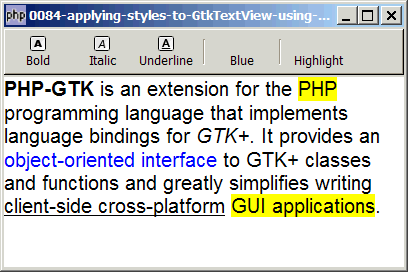 php 0084-applying-styles-to-GtkTextView-using-...
A A A
Bold Italic Underline Blue Highlight
PHP-GTK is an extension for the PHP
programming language that implements
language bindings for GTK+. It provides an
object-oriented interface to GTK+ classes
and functions and greatly simplifies writing
client-side cross-platform GUI applications.